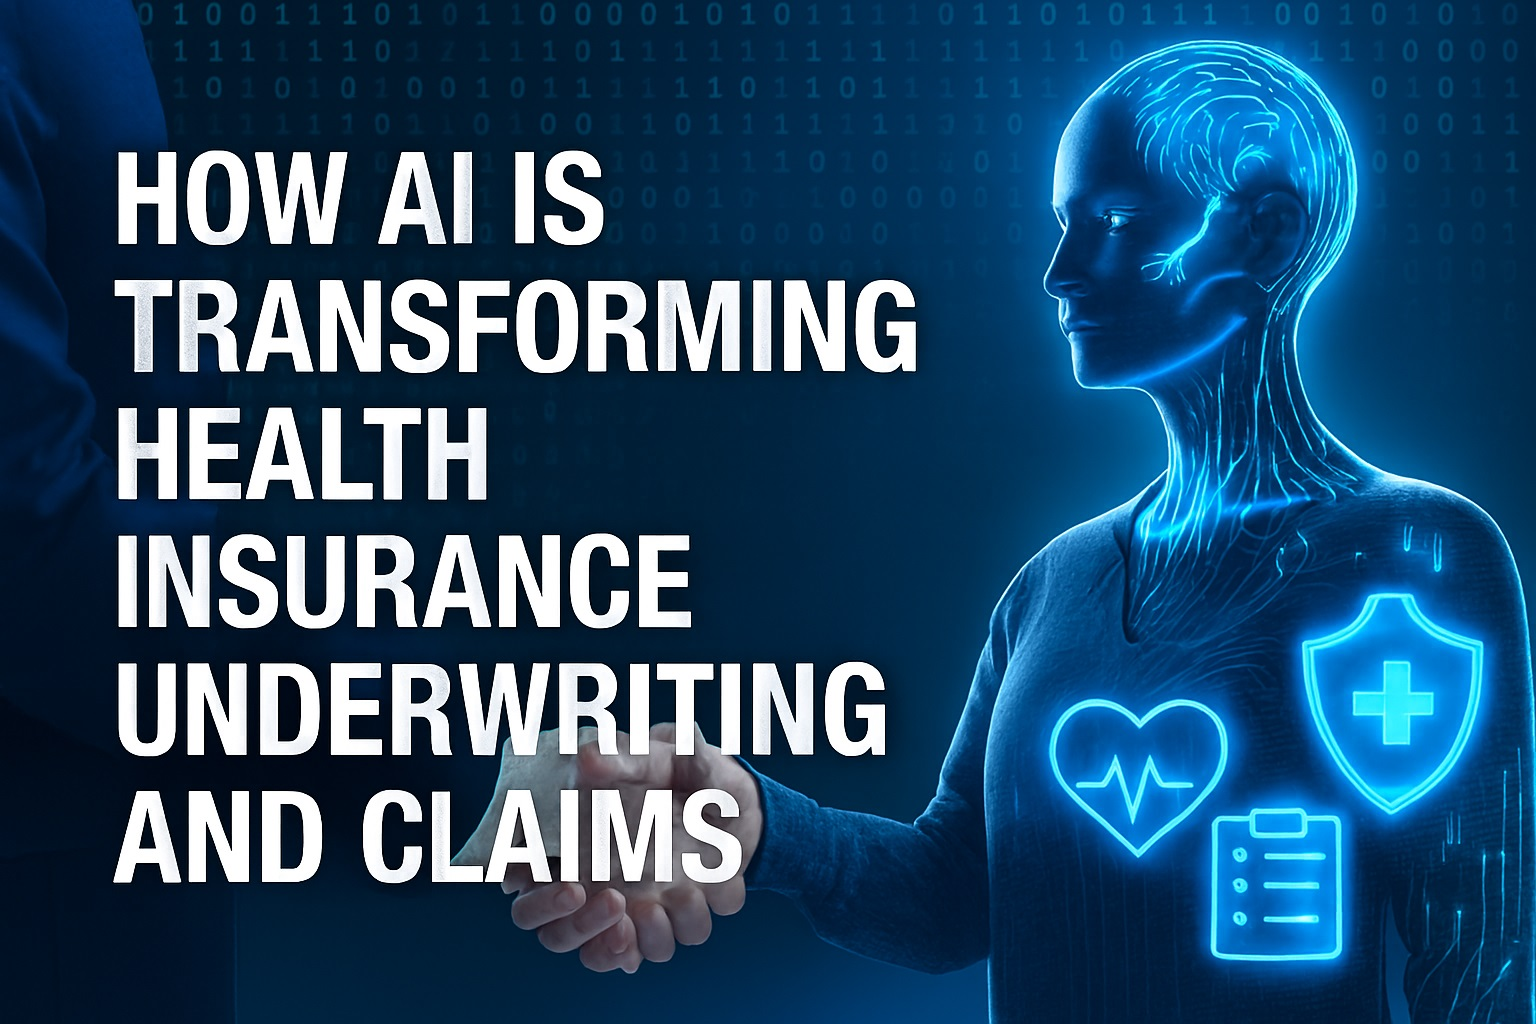 HOW AI IS
TRANSFORMING
HEALTH
INSURANCE
UNDERWRITING
AND CLAIMS